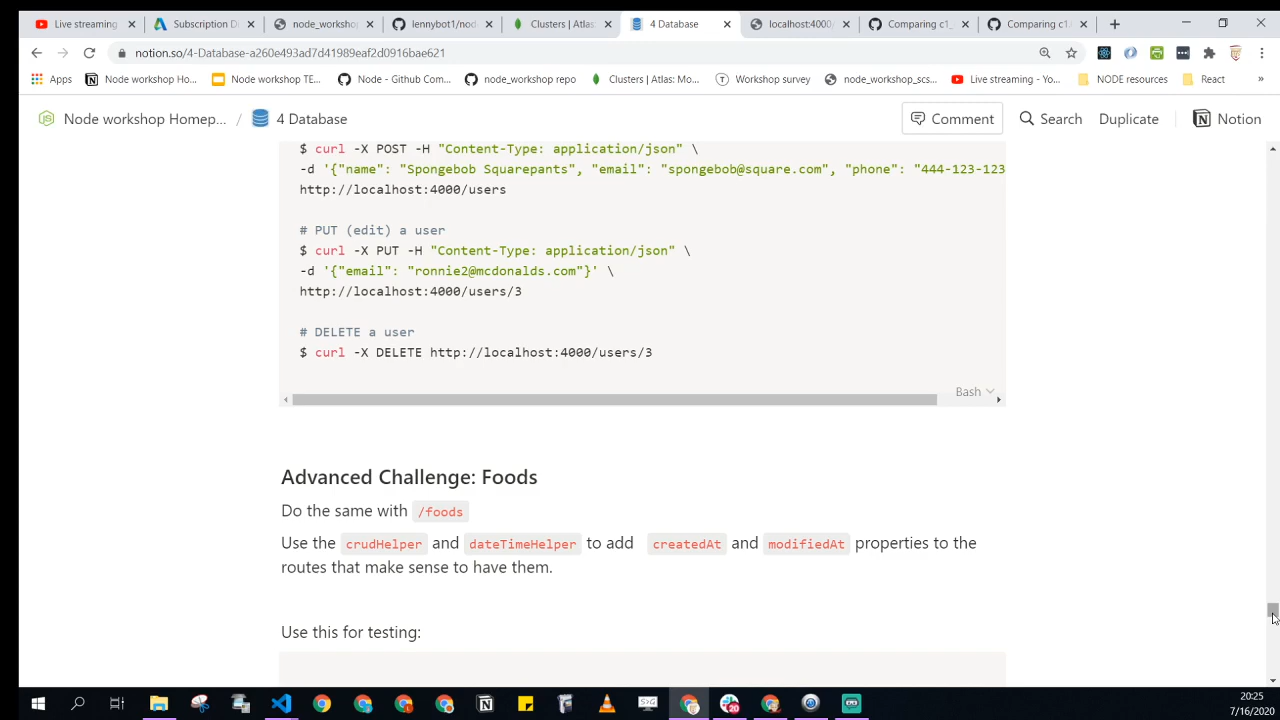 Live streaming
Subscription D
node_worksho
lennybot1/node
Clusters | Atlas:
4 Database
localhost:4000/
Comparing c1_
Comparing c1.
notion.so/4-Database-a260e493ad7d41989eaf2d0916bae621
Apps
Node workshop Ho...
Node workshop TE...
Node - Github Com...
node_workshop repo
Clusters | Atlas: Mo...
Workshop survey
node_workshop_scs...
Live streaming - Yo...
NODE resources
React
»
Node workshop Homep... / 4 Database
Comment
Search
Duplicate
Notion
$ curl -X POST -H "Content-Type: application/json" \
-d '{"name": "Spongebob Squarepants", "email": "spongebob@square.com", "phone": "444-123-123
http://localhost:4000/users
# PUT (edit) a user
$ curl -X PUT -H "Content-Type: application/json" \
-d '{"email": "ronnie2@mcdonalds.com"}' \
http://localhost:4000/users/3
# DELETE a user
$ curl -X DELETE http://localhost:4000/users/3
Bash
Advanced Challenge: Foods
Do the same with /foods
Use the crudHelper and dateTimeHelper to add createdAt and modifiedAt properties to the
routes that make sense to have them.
Use this for testing:
20:25
7/16/2020